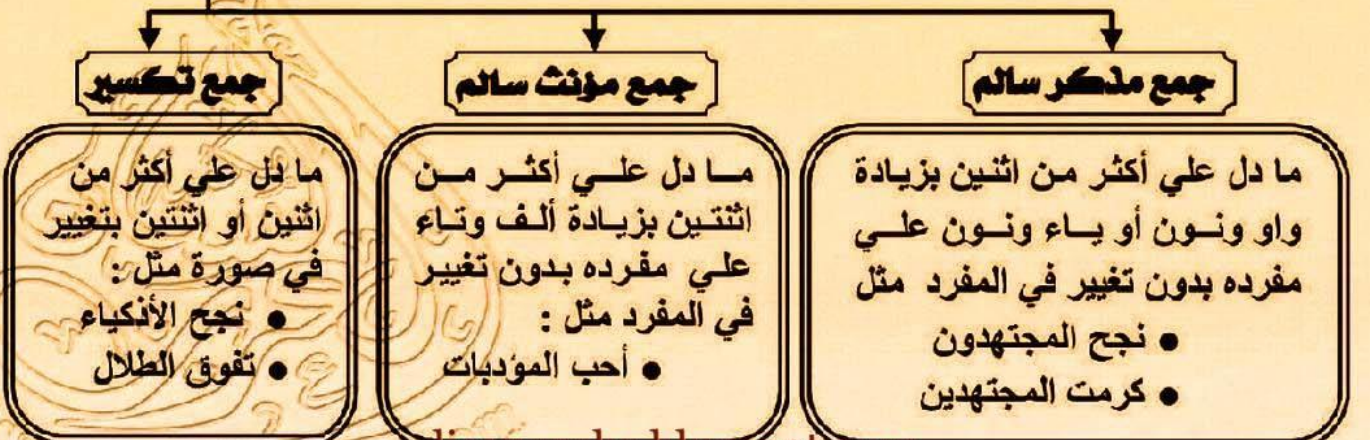 جمع مذكر سالم
ما دل علي أكثر من اثنين بزيادة
واو ونون أو ياء ونون علي
مفرده بدون تغيير في المفرد مثل
● نجح المجتهدون
● كرمت المجتهدين
جمع مؤنث سالم
ما دل علي أكثر من
اثنتين بزيادة ألف وتاء
علي مفرده بدون تغيير
في المفرد مثل :
● أحب المؤدبات
جمع تكسير
ما دل علي أكثر من
اثنين أو اثنتين بتغيير
في صورة مثل :
● نجح الأذكياء
● تفوق الطلال